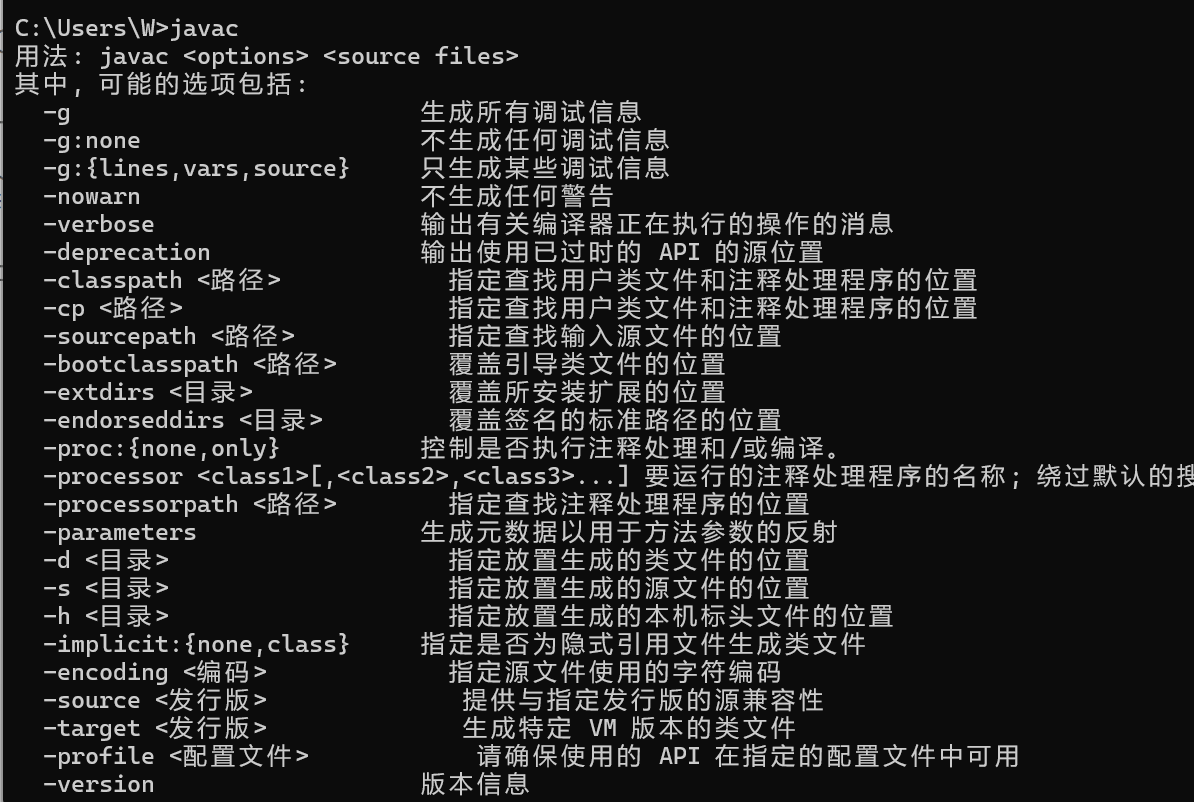 C:\Users\W>javac
用法: javac <options> <source files>
其中, 可能的选项包括:
-g 生成所有调试信息
-g:none 不生成任何调试信息
-g:{lines,vars,source} 只生成某些调试信息
-nowarn 不生成任何警告
-verbose 输出有关编译器正在执行的操作的消息
-deprecation 输出使用已过时的 API 的源位置
-classpath <路径> 指定查找用户类文件和注释处理程序的位置
-cp <路径> 指定查找用户类文件和注释处理程序的位置
-sourcepath <路径> 指定查找输入源文件的位置
-bootclasspath <路径> 覆盖引导类文件的位置
-extdirs <目录> 覆盖所安装扩展的位置
-endorseddirs <目录> 覆盖签名的标准路径的位置
-proc:{none,only} 控制是否执行注释处理和/或编译。
-processor <class1>[,<class2>,<class3>...] 要运行的注释处理程序的名称; 绕过默认的搜
-processorpath <路径> 指定查找注释处理程序的位置
-parameters 生成元数据以用于方法参数的反射
-d <目录> 指定放置生成的类文件的位置
-s <目录> 指定放置生成的源文件的位置
-h <目录> 指定放置生成的本机标头文件的位置
-implicit:{none,class} 指定是否为隐式引用文件生成类文件
-encoding <编码> 指定源文件使用的字符编码
-source <发行版> 提供与指定发行版的源兼容性
-target <发行版> 生成特定 VM 版本的类文件
-profile <配置文件> 请确保使用的 API 在指定的配置文件中可用
-version 版本信息